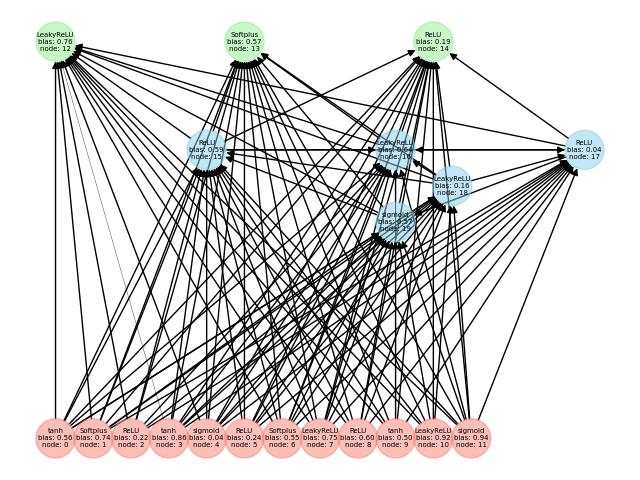 LeakyReLU
bias: 0.76
node: 12
Softplus
bias: 0.57
node: 13
ReLU
bias: 0.19
node: 14
ReLU
bias: 0.59
node: 15
LeakyReLU
bias: 0.64
node: 16
ReLU
bias: 0.04
node: 17
LeakyReLU
bias: 0.16
node: 18
sigmoid
node: 19
tanh
bias: 0.56
node: 0
Softplus
bias: 0.74
node: 1
ReLU
bias: 0.22
node: 2
tanh
bias: 0.86
node: 3
sigmoid
bias: 0.04
node: 4
ReLU
bias: 0.24
node: 5
Softplus
bias: 0.55
node: 6
LeakyReLU
bias: 0.75
node: 7
ReLU
bias: 0.60
node: 8
tanh
bias: 0.50
node: 9
LeakyReLU
bias: 0.92
node: 10
sigmoid
bias: 0.94
node: 11